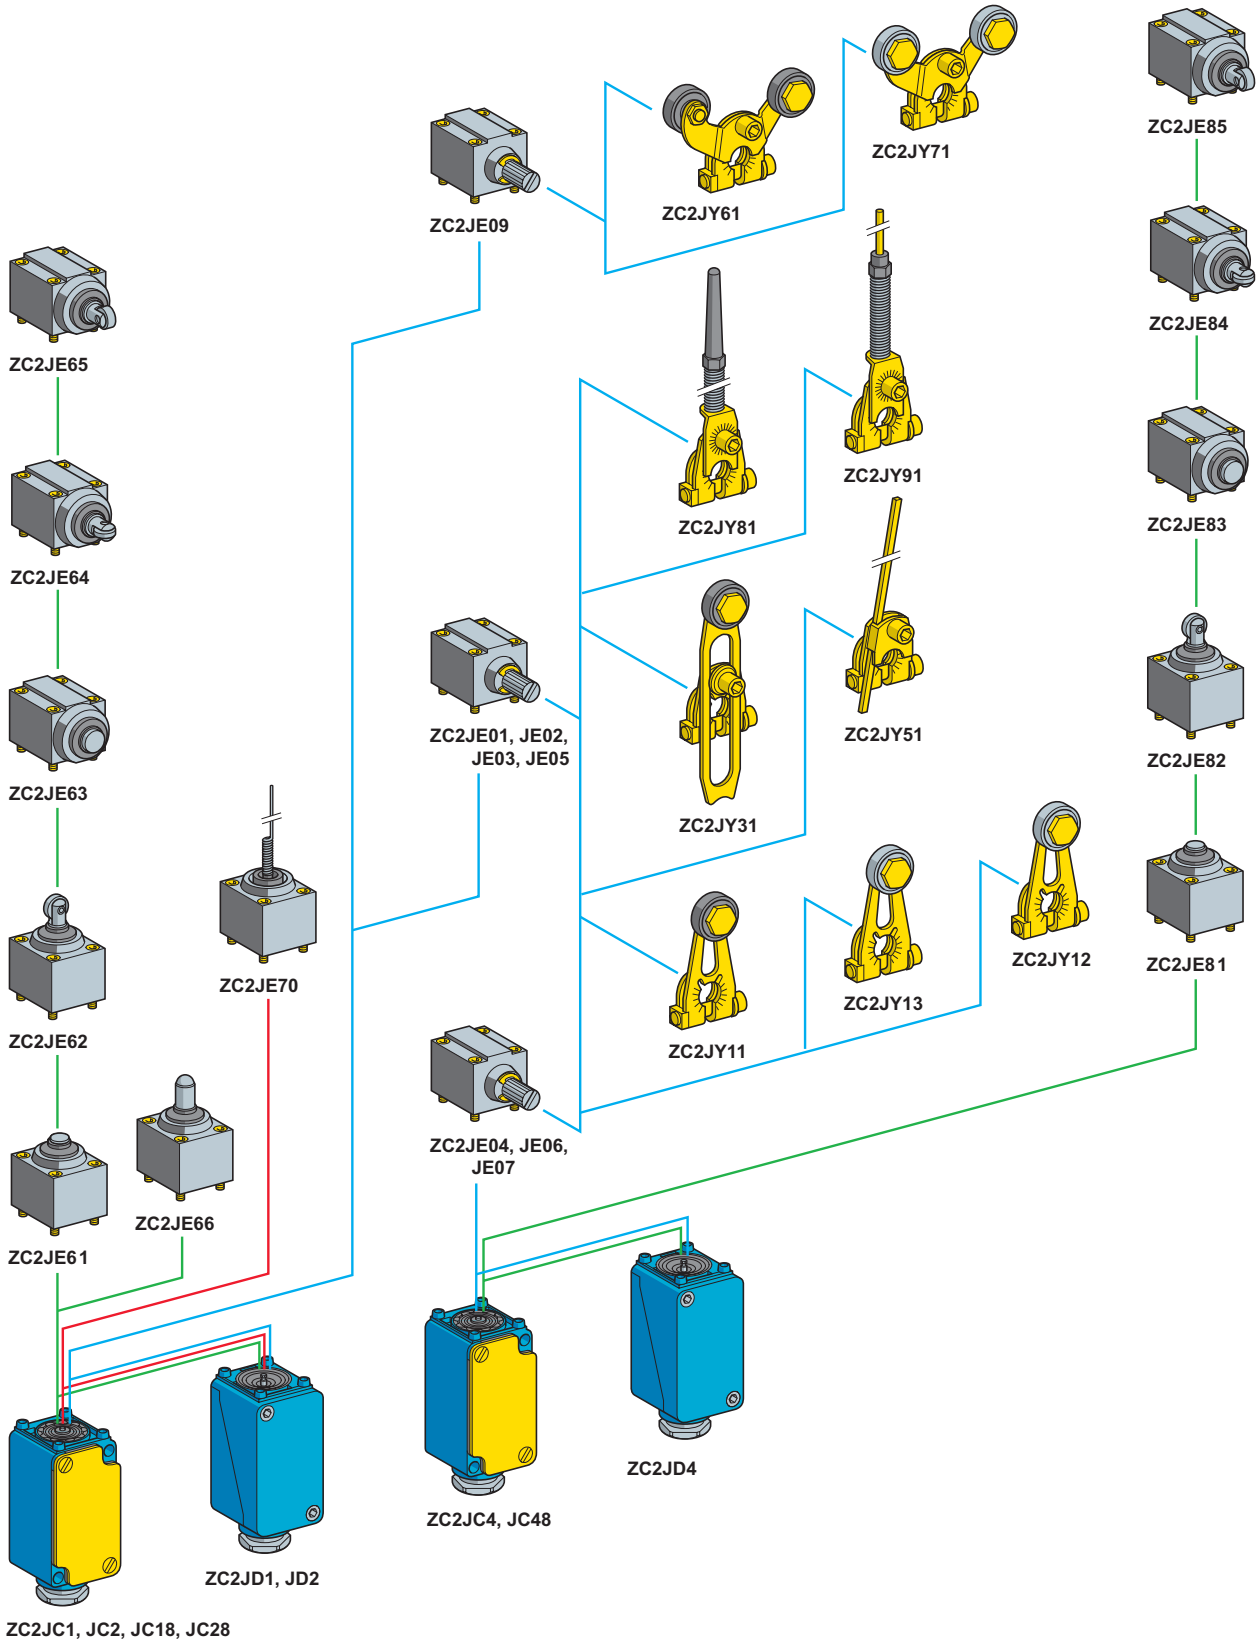 ZC2JE85
ZC2JY71
ZC2JY61
ZC2JE09
ZC2JE84
ZC2JE65
ZC2JY91
ZC2JY81
ZC2JE83
ZC2JE64
ZC2JE01, JE02,
JE03, JE05
ZC2JY51
ZC2JE82
ZC2JE63
ZC2JY31
ZC2JY12
ZC2JE81
ZC2JE70
ZC2JY13
ZC2JE62
ZC2JY11
ZC2JE04, JE06,
JE07
ZC2JE66
ZC2JE61
ZC2JD4
ZC2JC4, JC48
ZC2JD1, JD2
ZC2JC1, JC2, JC18, JC28